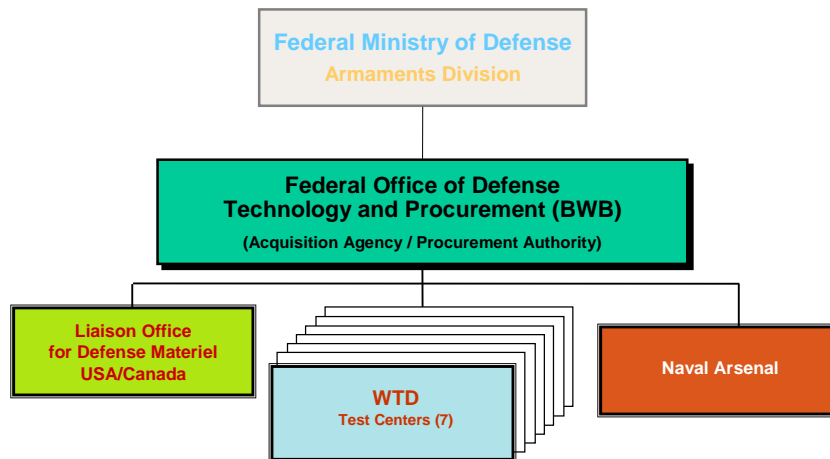 Federal Ministry of Defense
Armaments Division
Federal Office of Defense
Technology and Procurement (BWB)
(Acquisition Agency / Procurement Authority)
Liaison Office
for Defense Materiel
USA/Canada
WTD
Test Centers (7)
Naval Arsenal